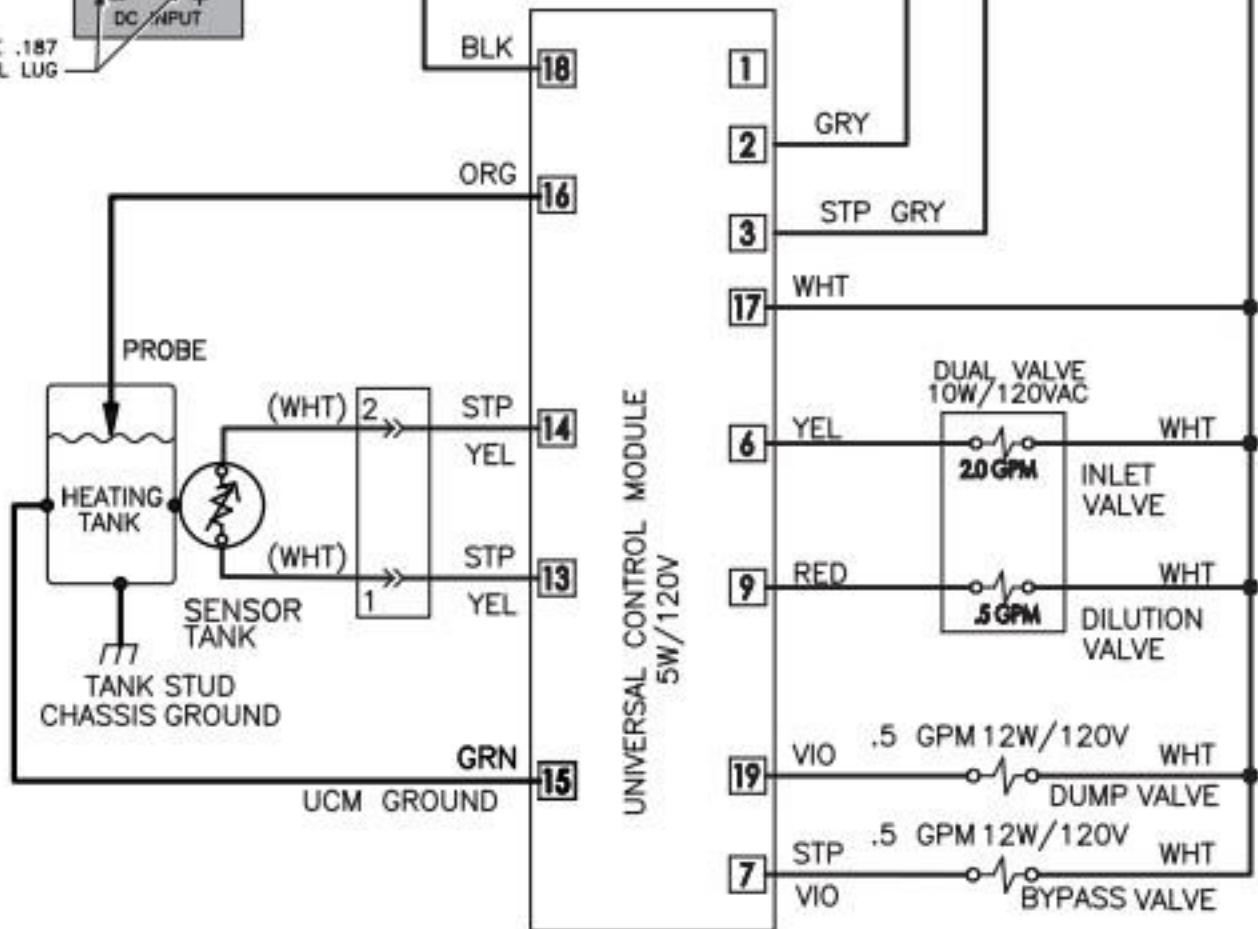 DC INPUT
.187
LUG
BLK
18
1
GRY
2
ORG
16
STP GRY
3
WHT
17
PROBE
DUAL VALVE
10W/120VAC
(WHT)
2
STP
14
YEL
6
YEL
WHT
2.0 GPM
INLET
VALVE
HEATING
TANK
UNIVERSAL CONTROL MODULE
5W/120V
(WHT)
1
STP
13
YEL
9
RED
WHT
.5 GPM
DILUTION
VALVE
SENSOR
TANK
TANK STUD
CHASSIS GROUND
GRN
15
UCM GROUND
19
VIO
.5 GPM 12W/120V
WHT
DUMP VALVE
7
STP
VIO
.5 GPM 12W/120V
WHT
BYPASS VALVE